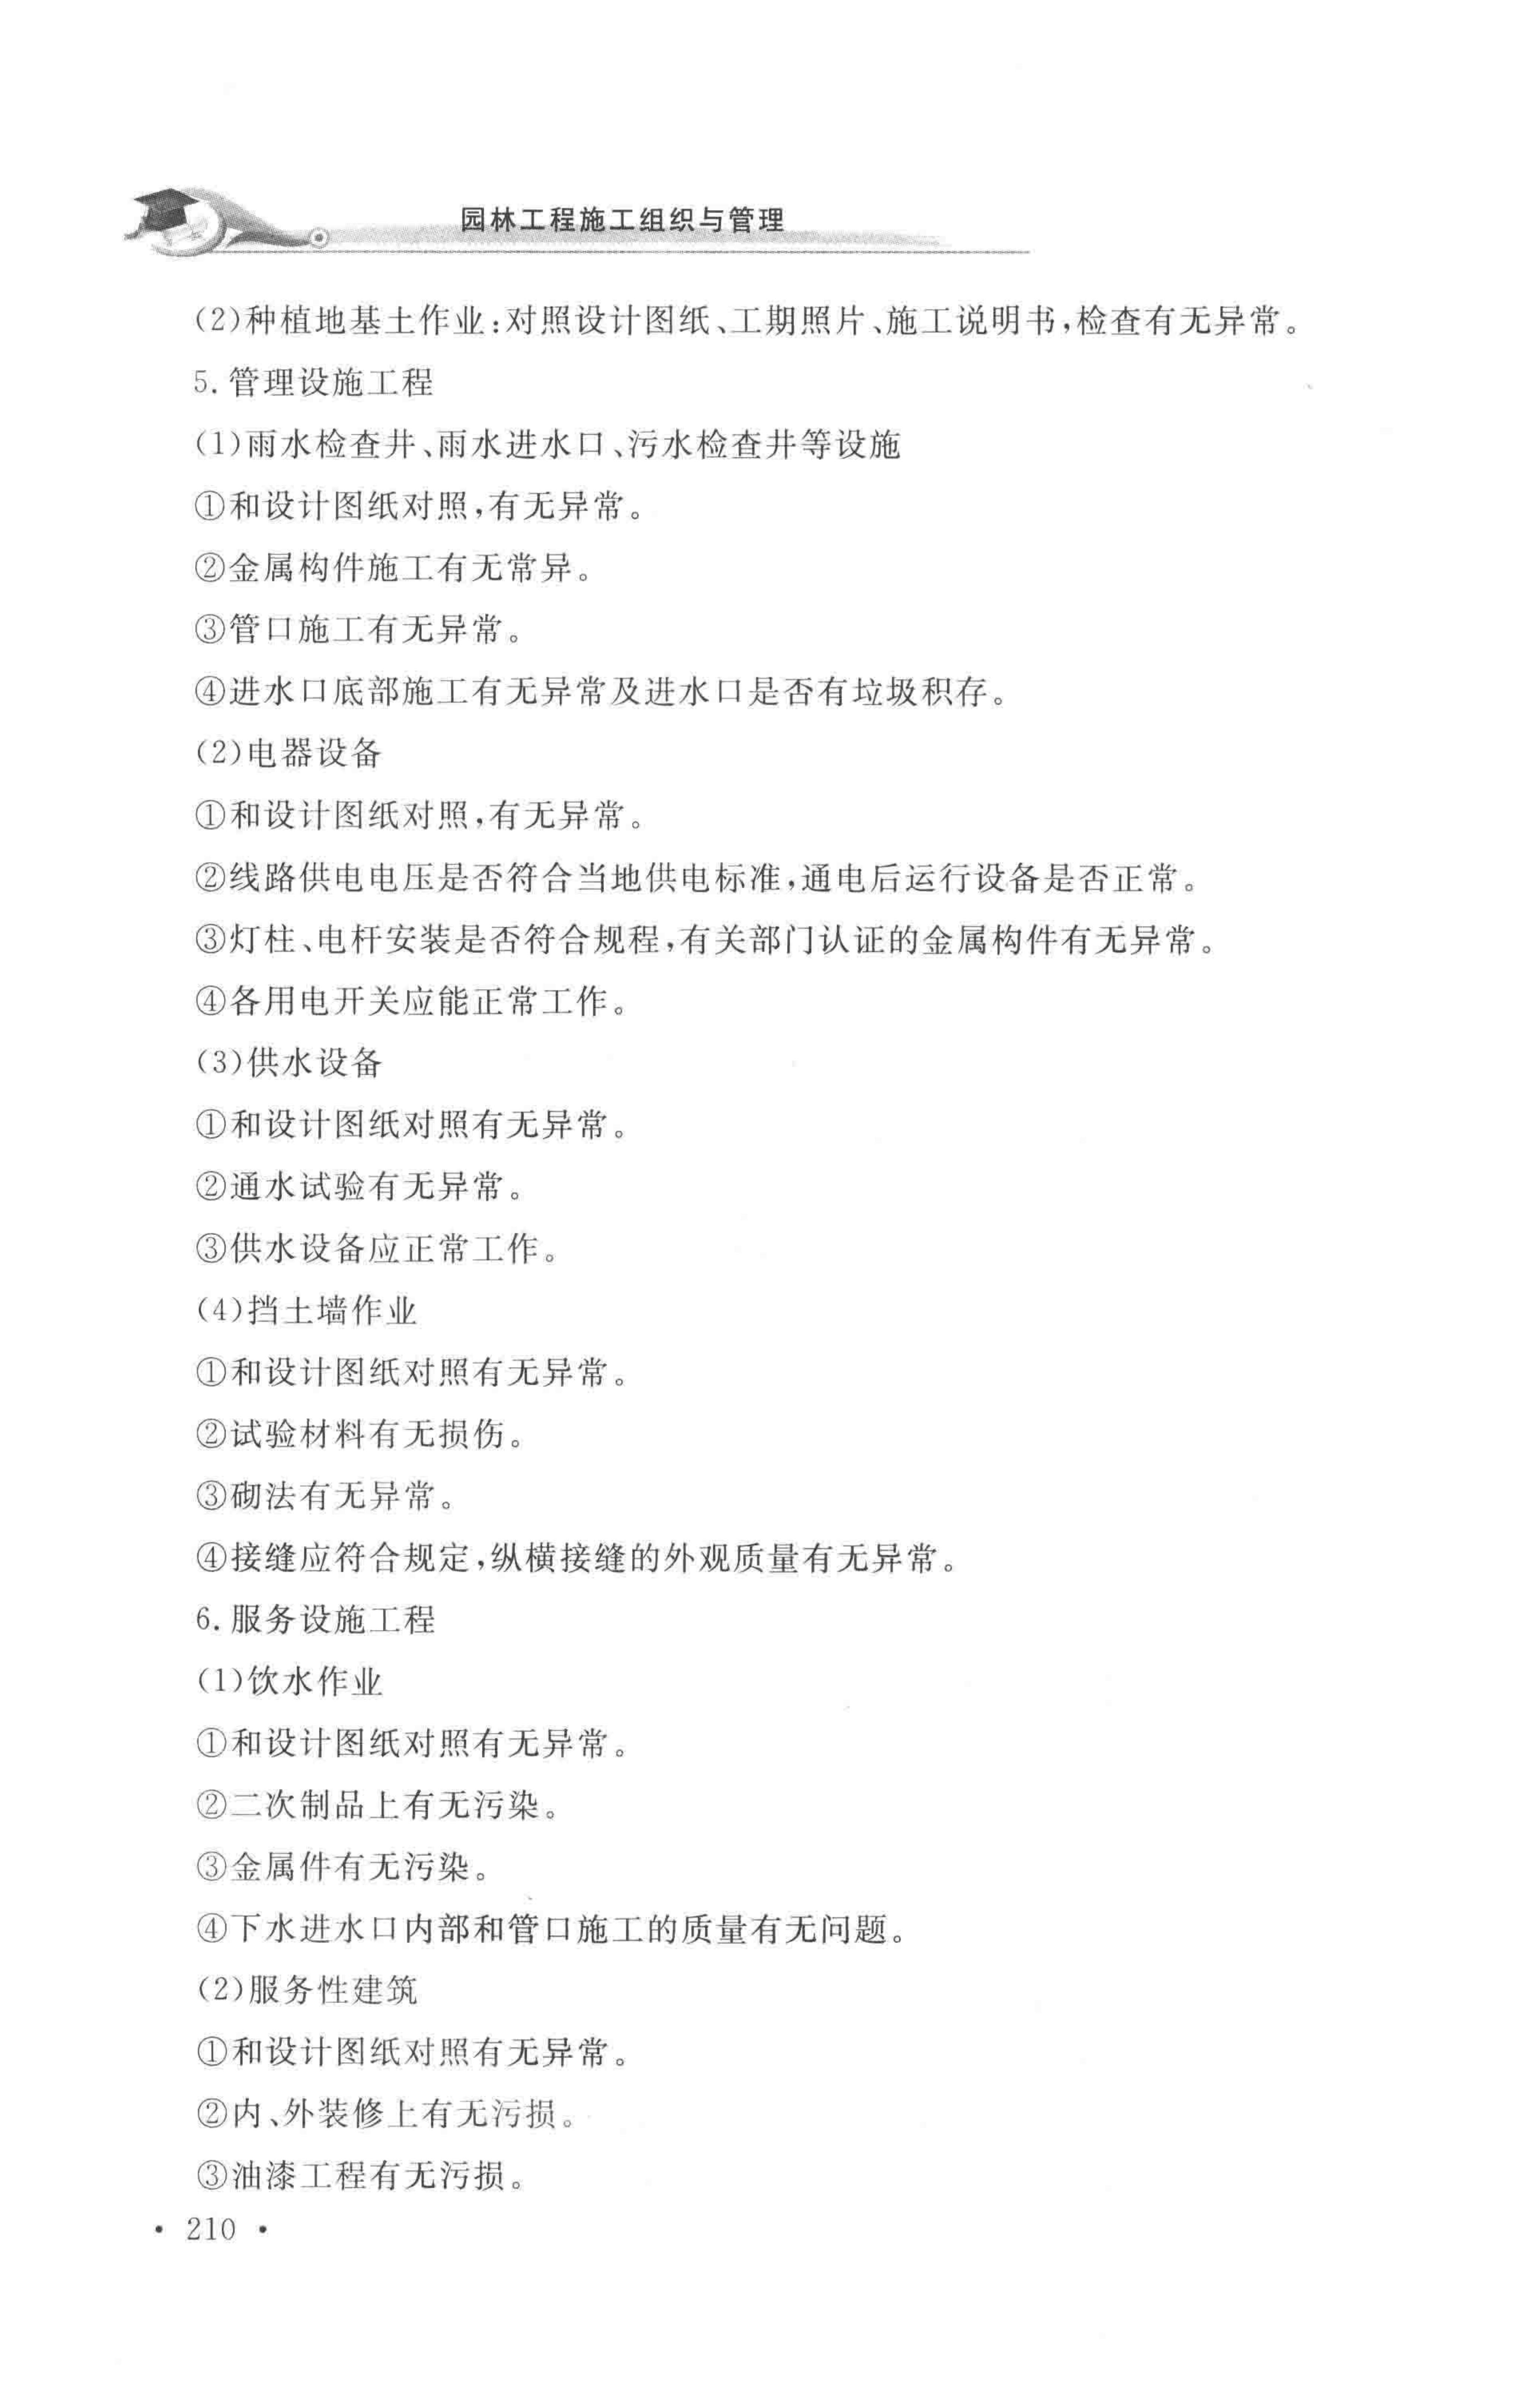 园林工程施工组织与管理
(2)种植地基土作业:对照设计图纸、工期照片、施工说明书,检查有无异常。
5. 管理设施工程
(1)雨水检查井、雨水进水口、污水检查井等设施
①和设计图纸对照,有无异常。
②金属构件施工有无常异。
③管口施工有无异常。
④进水口底部施工有无异常及进水口是否有垃圾积存。
(2)电器设备
①和设计图纸对照,有无异常。
②线路供电电压是否符合当地供电标准,通电后运行设备是否正常。
③灯柱、电杆安装是否符合规程,有关部门认证的金属构件有无异常。
④各用电开关应能正常工作。
(3)供水设备
①和设计图纸对照有无异常。
②通水试验有无异常。
③供水设备应正常工作。
(4)挡土墙作业
①和设计图纸对照有无异常。
②试验材料有无损伤。
③砌法有无异常。
④接缝应符合规定,纵横接缝的外观质量有无异常。
6. 服务设施工程
(1)饮水作业
①和设计图纸对照有无异常。
②二次制品上有无污染。
③金属件有无污染。
④下水进水口内部和管口施工的质量有无问题。
(2)服务性建筑
①和设计图纸对照有无异常。
②内、外装修上有无污损。
③油漆工程有无污损。
• 210 •